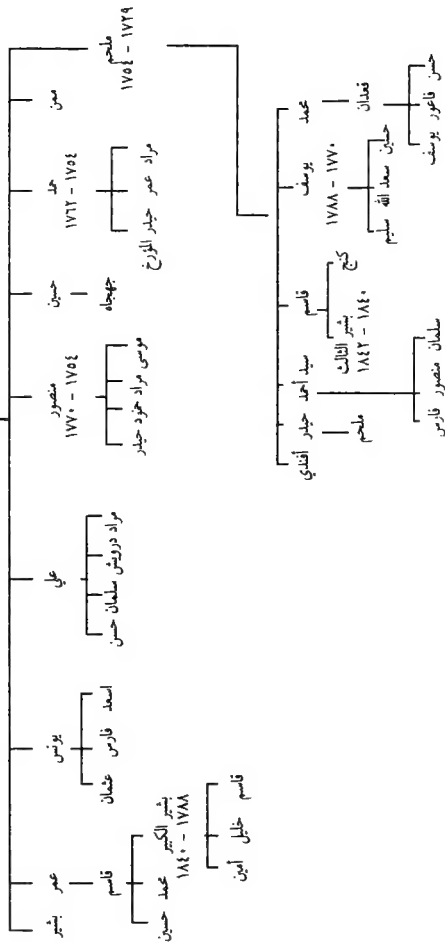 ملحم معن أحمد حسين منصور علي يونس عمر بشير
١٧٢٩ - ١٧٥٤
١٧٥٤ - ١٧٦٢
١٧٥٤ - ١٧٧٠
مراد عمر حيدر المؤرخ
جهجاه
موسى مراد حمود حيدر
مراد درويش سلمان حسن
اسعد فارس عثمان
قاسم
بشير الكبير محمد حسين
١٧٨٨ - ١٨٤٠
قاسم خليل أمين
محمد يوسف قاسم سيد أحمد حيدر أفندي
١٧٧٠ - ١٧٨٨
قعدان
حسن فاعور يوسف
حسين سعد الله سليم
كنج بشير الثالث
١٨٤٠ - ١٨٤٢
سلمان منصور فارس
ملحم